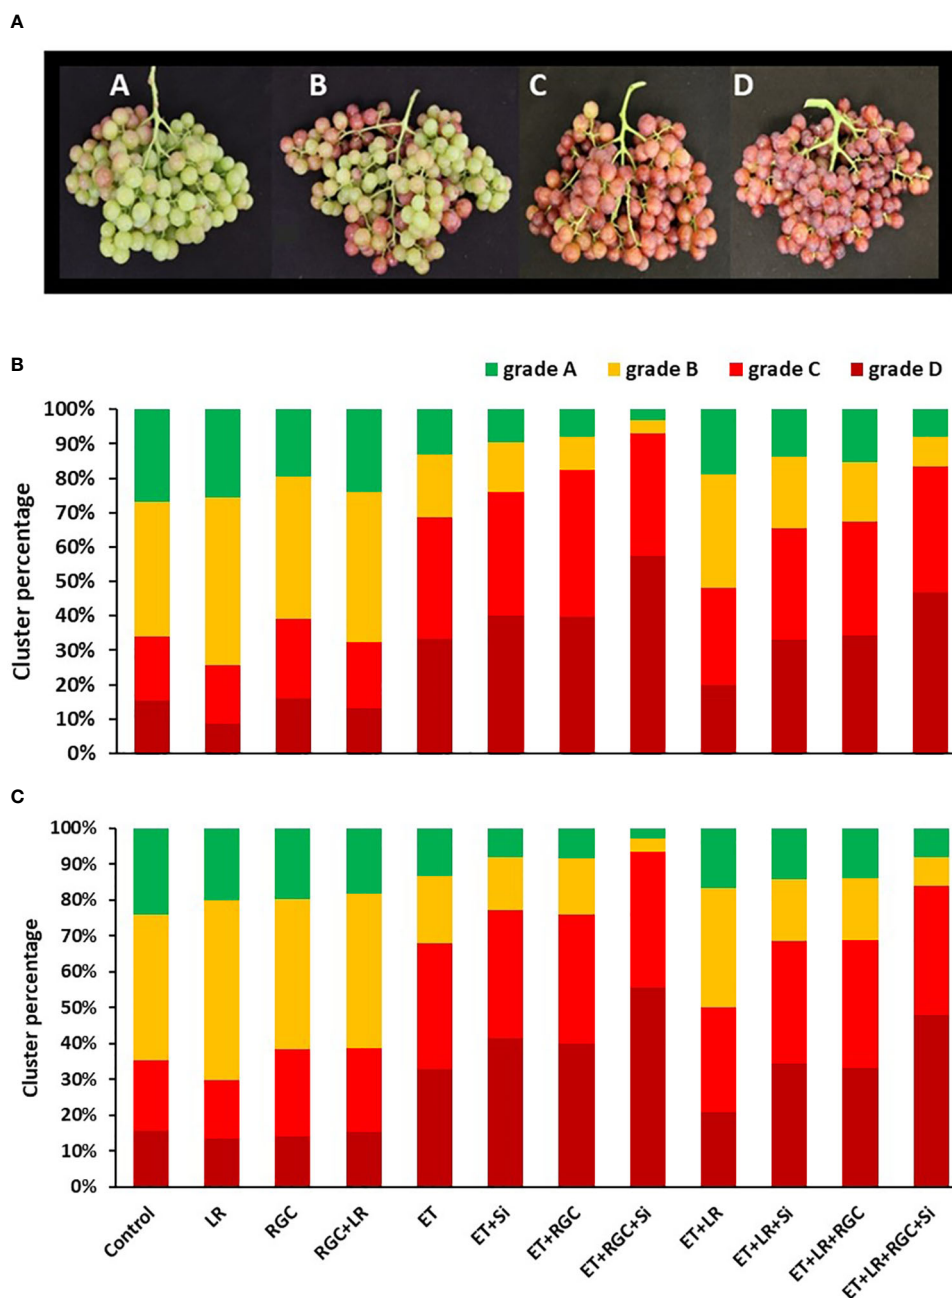 A
A B C D
B
grade A grade B grade C grade D
100%
90%
80%
70%
60%
50%
40%
30%
20%
10%
0%
Cluster percentage
C
100%
90%
80%
70%
60%
50%
40%
30%
20%
10%
0%
Cluster percentage
Control LR RGC RGC+LR ET ET+Si ET+RGC ET+RGC+Si ET+LR ET+LR+Si ET+LR+RGC ET+LR+RGC+Si